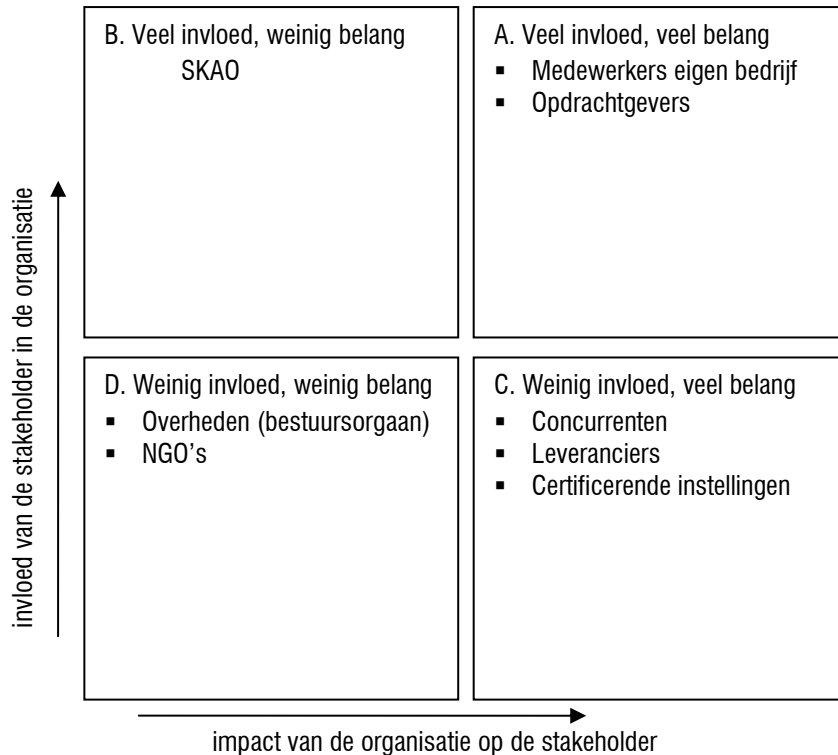 B. Veel invloed, weinig belang
SKAO
A. Veel invloed, veel belang
▪ Medewerkers eigen bedrijf
▪ Opdrachtgevers
invloed van de stakeholder in de organisatie
D. Weinig invloed, weinig belang
▪ Overheden (bestuursorgaan)
▪ NGO’s
C. Weinig invloed, veel belang
▪ Concurrenten
▪ Leveranciers
▪ Certificerende instellingen
impact van de organisatie op de stakeholder